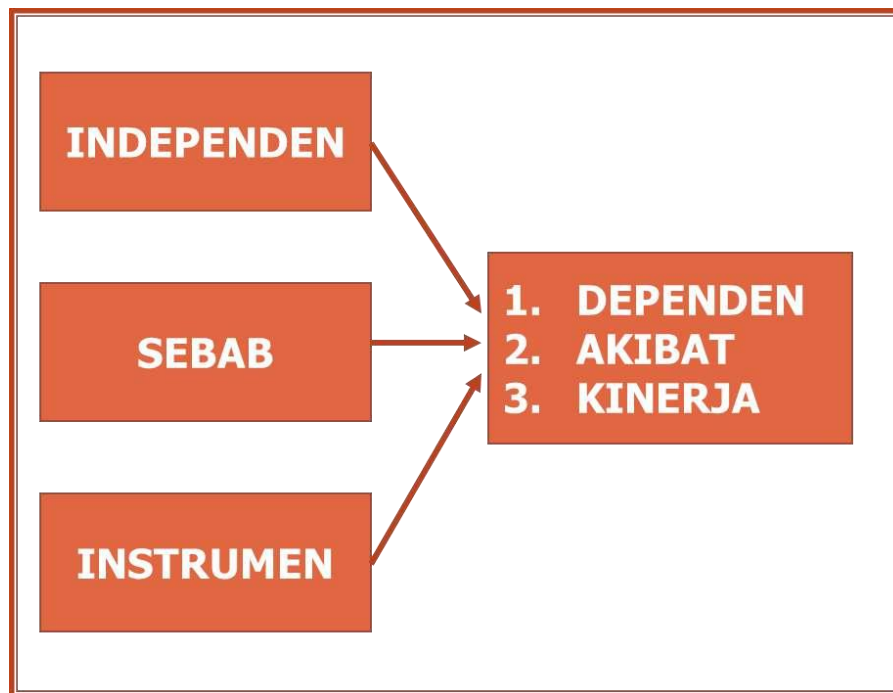 INDEPENDEN
SEBAB
INSTRUMEN
1. DEPENDEN
2. AKIBAT
3. KINERJA